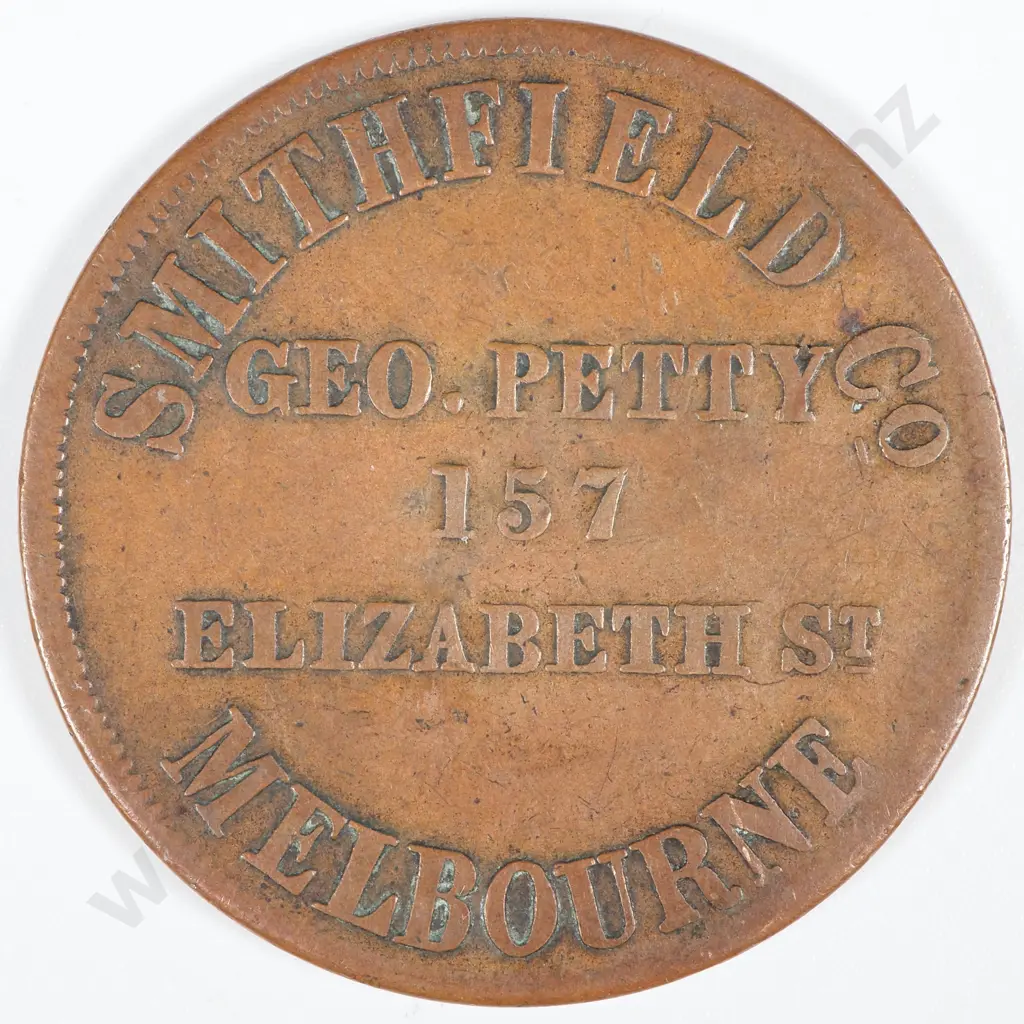 SMITHFIELD CO
GEO. PETTY
157
ELIZABETH ST
MELBOURNE